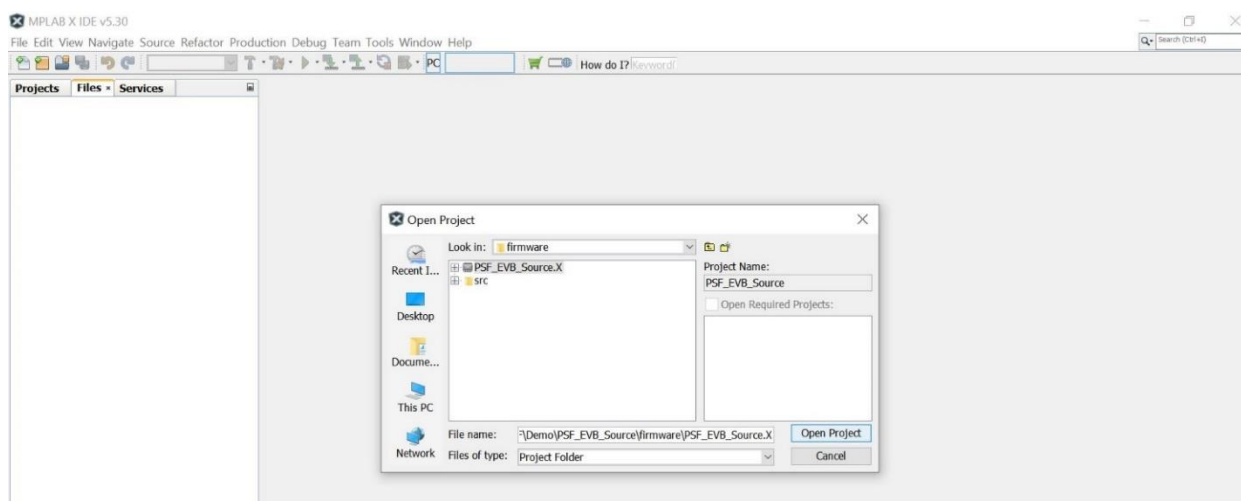 MPLAB X IDE v5.30
File Edit View Navigate Source Refactor Production Debug Team Tools Window Help
Search (Ctrl+I)
PC
How do I? Keyword(
Projects Files Services
Open Project
Look in: firmware
Recent I...
PSF_EVB_Source.X
src
Project Name:
PSF_EVB_Source
Open Required Projects:
Desktop
Docume...
This PC
Network
File name: \Demo\PSF_EVB_Source\firmware\PSF_EVB_Source.X
Open Project
Files of type: Project Folder
Cancel